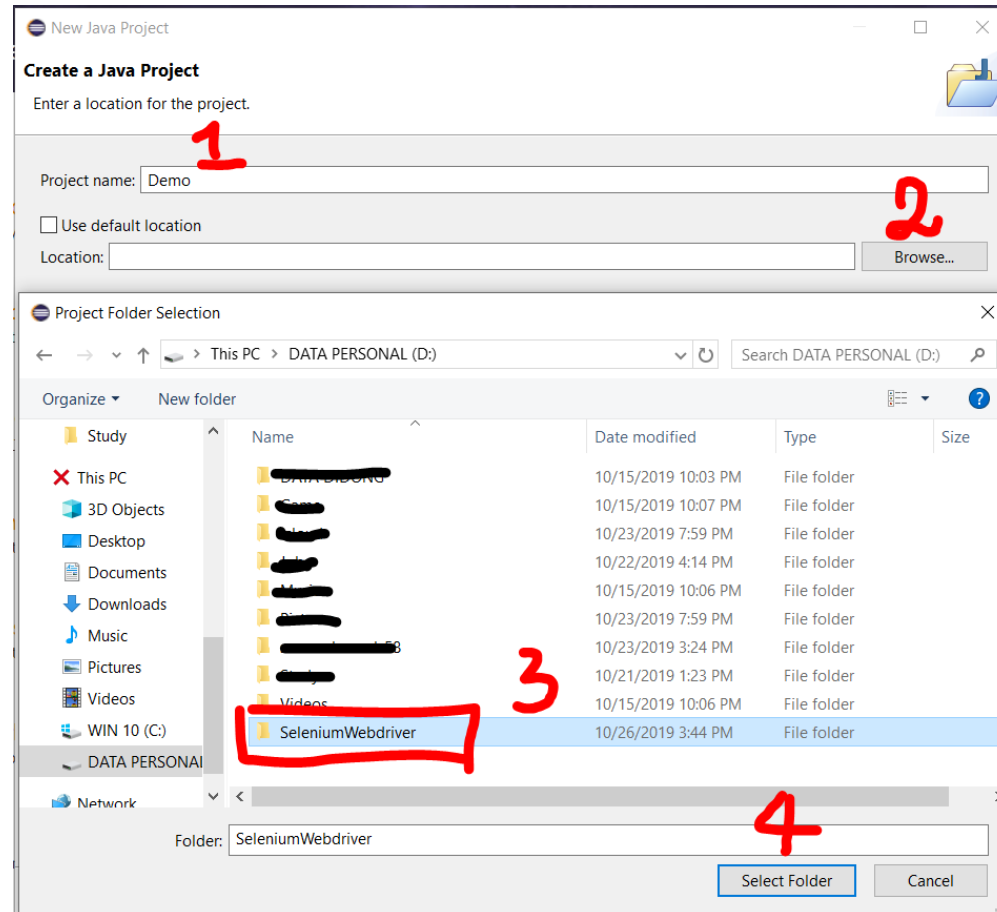 New Java Project
Create a Java Project
Enter a location for the project.
1
Project name: Demo
2
Use default location
Location: Browse...
Project Folder Selection
This PC > DATA PERSONAL (D:) Search DATA PERSONAL (D:)
Organize New folder
Name Date modified Type Size
Study
10/15/2019 10:03 PM File folder
This PC
10/15/2019 10:07 PM File folder
3D Objects
10/23/2019 7:59 PM File folder
Desktop
10/22/2019 4:14 PM File folder
Documents
10/15/2019 10:06 PM File folder
Downloads
10/23/2019 7:59 PM File folder
Music
10/23/2019 3:24 PM File folder
Pictures
10/21/2019 1:23 PM File folder
3
Videos
Videos 10/15/2019 10:06 PM File folder
WIN 10 (C:)
SeleniumWebdriver 10/26/2019 3:44 PM File folder
DATA PERSONAL
Network
4
Folder: SeleniumWebdriver
Select Folder Cancel